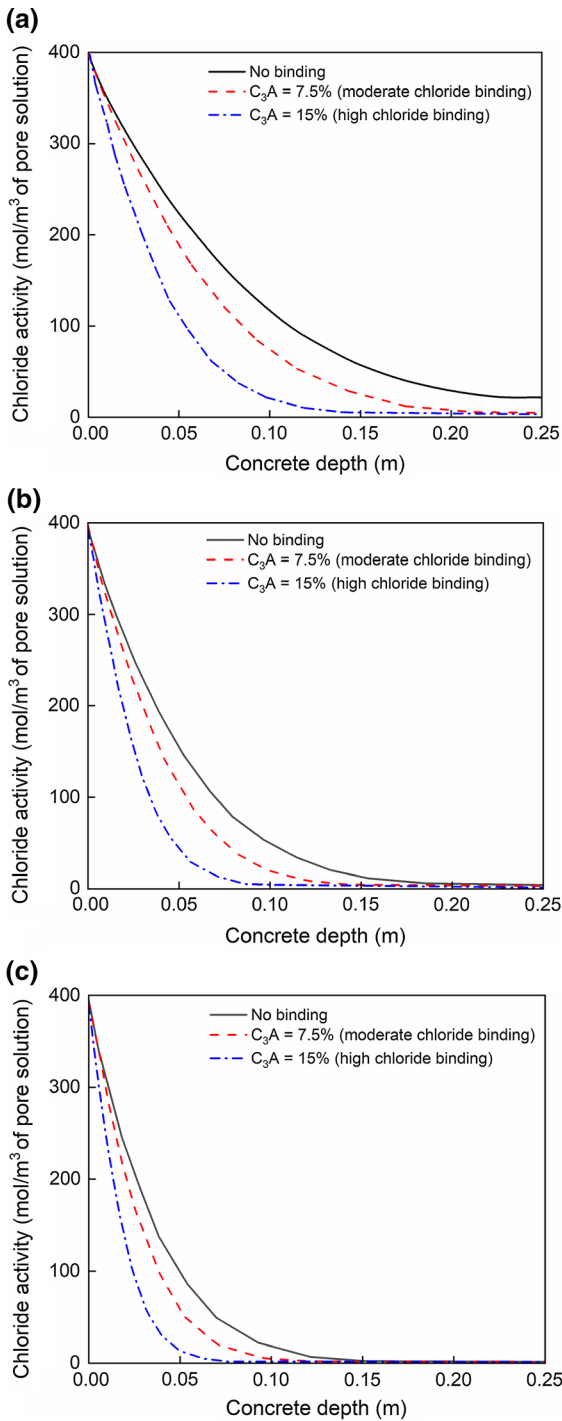 (a)
400
300
200
100
0
Chloride activity (mol/m³ of pore solution)
No binding
C₃A = 7.5% (moderate chloride binding)
C₃A = 15% (high chloride binding)
0.00 0.05 0.10 0.15 0.20 0.25
Concrete depth (m)
(b)
400
300
200
100
0
Chloride activity (mol/m³ of pore solution)
No binding
C₃A = 7.5% (moderate chloride binding)
C₃A = 15% (high chloride binding)
0.00 0.05 0.10 0.15 0.20 0.25
Concrete depth (m)
(c)
400
300
200
100
0
Chloride activity (mol/m³ of pore solution)
No binding
C₃A = 7.5% (moderate chloride binding)
C₃A = 15% (high chloride binding)
0.00 0.05 0.10 0.15 0.20 0.25
Concrete depth (m)